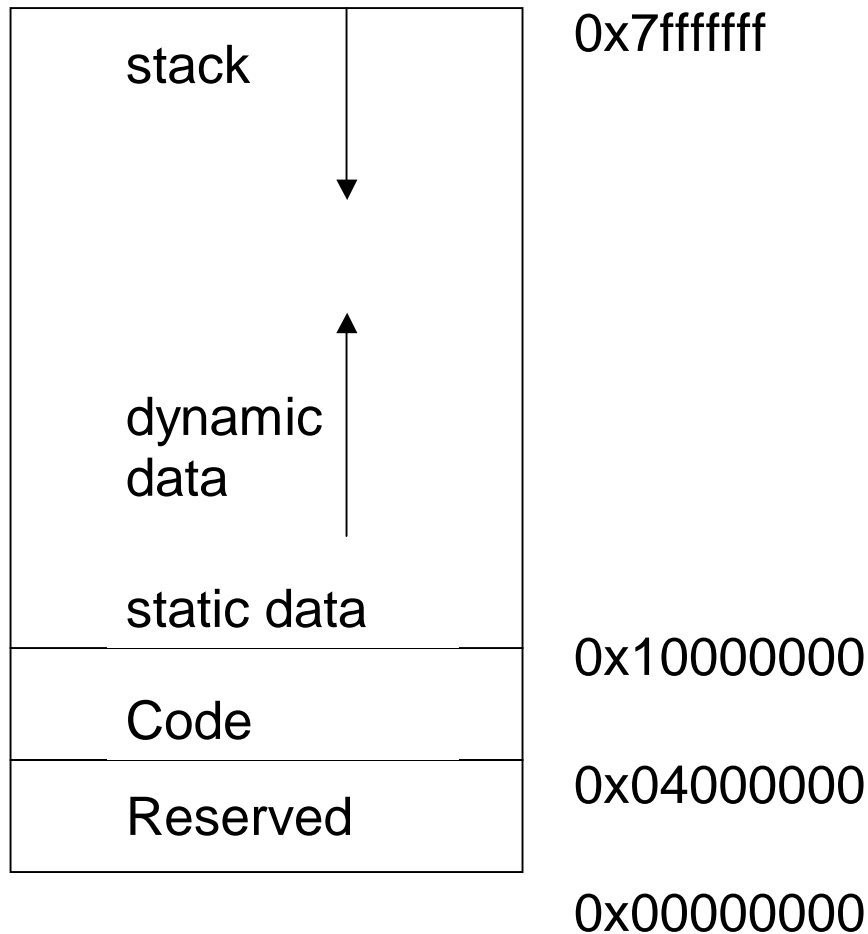 stack
0x7fffffff
dynamic
data
static data
0x10000000
Code
0x04000000
Reserved
0x00000000